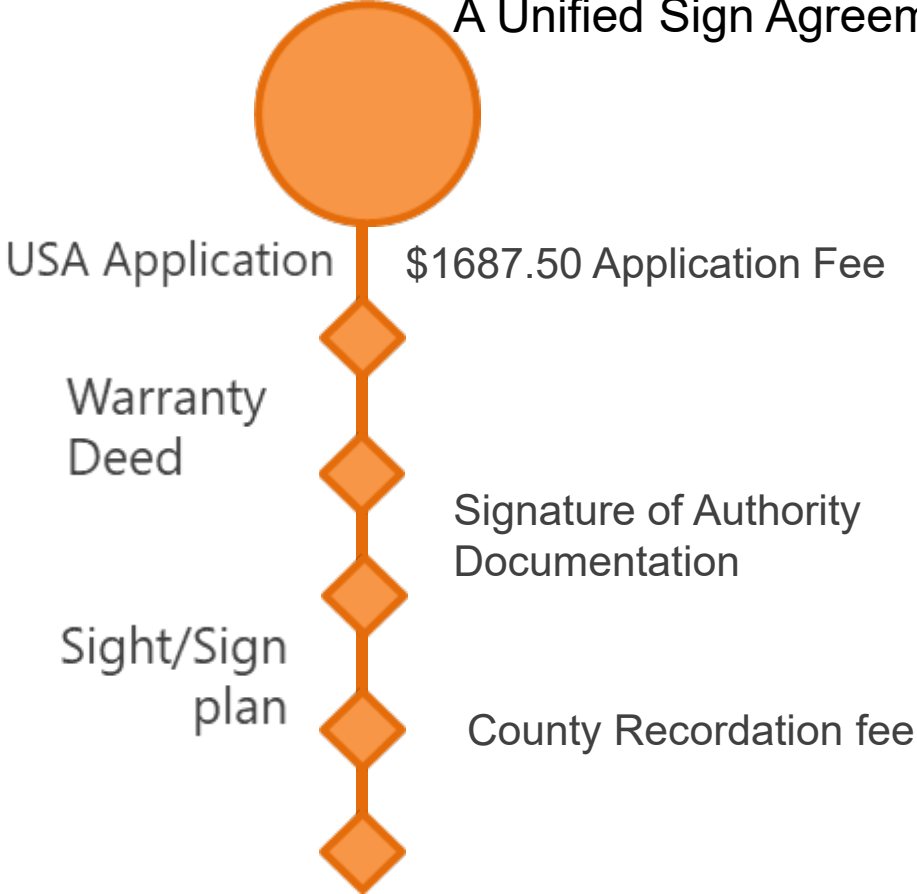 A Unified Sign
USA Application
$1687.50 Application Fee
Warranty
Deed
Signature of Authority
Documentation
Sight/Sign
plan
County Recordation fee